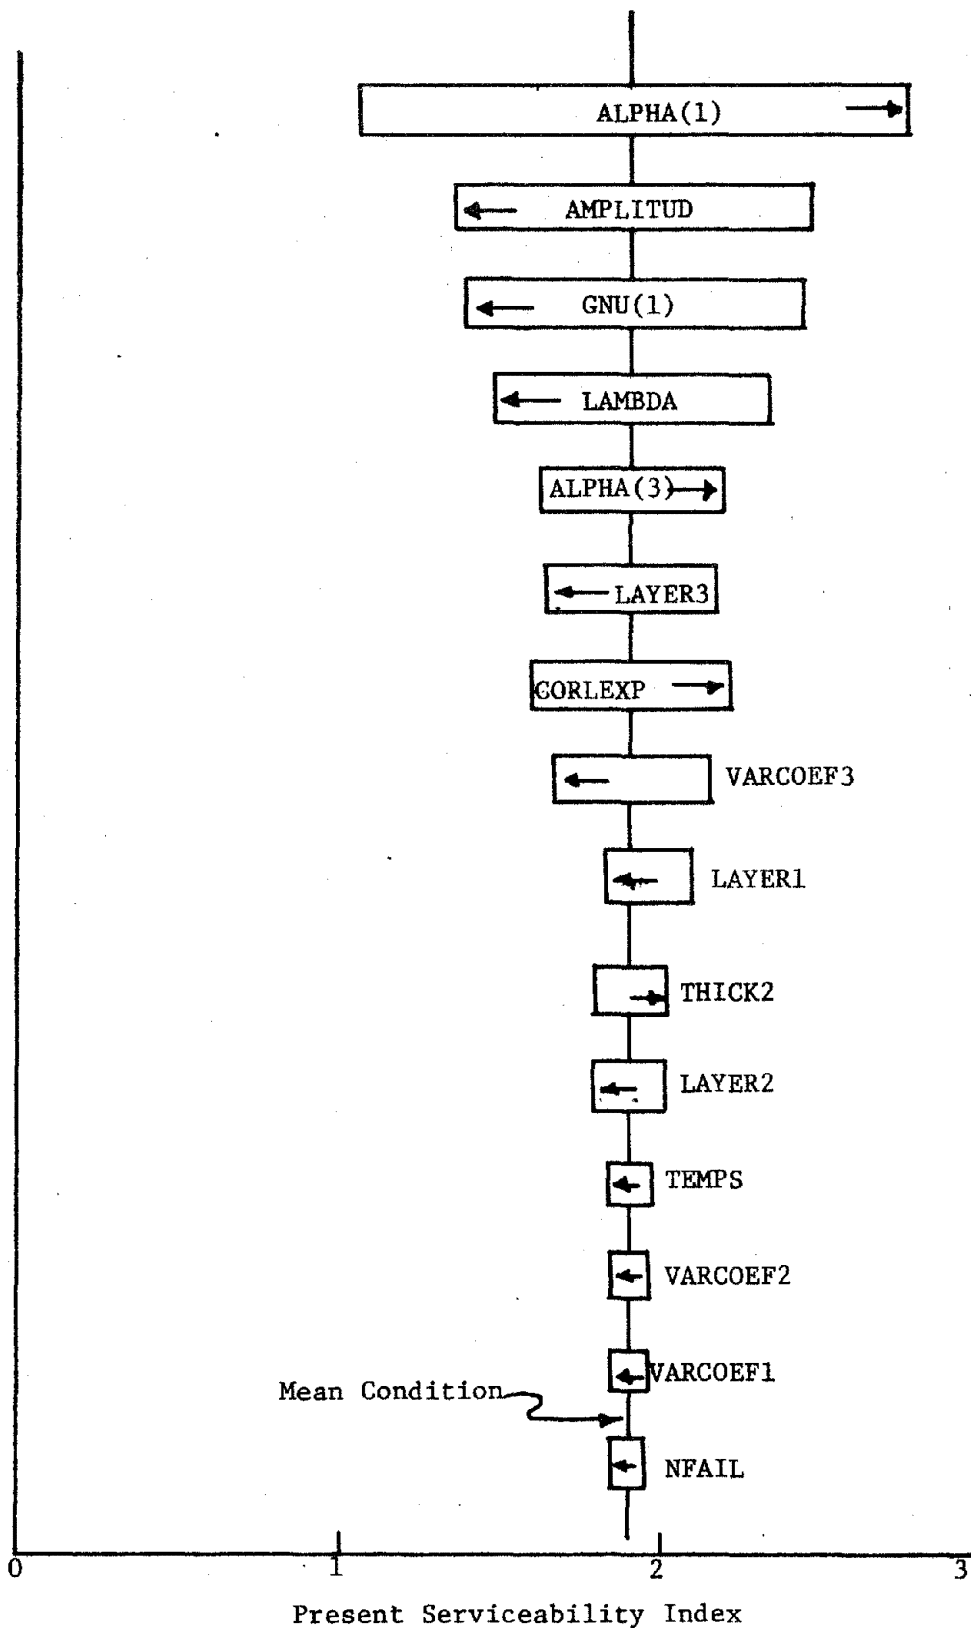 ALPHA(1)
AMPLITUD
GNU(1)
LAMBDA
ALPHA(3)
LAYER3
CORLEXP
VARCOEF3
LAYER1
THICK2
LAYER2
TEMPS
VARCOEF2
VARCOEF1
Mean Condition
NFAIL
0 1 2 3
Present Serviceability Index